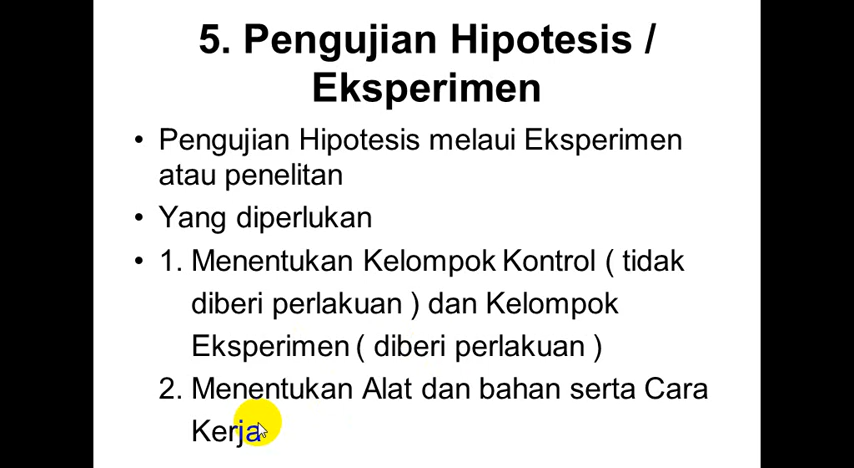 5. Pengujian Hipotesis /
Eksperimen
• Pengujian Hipotesis melaui Eksperimen
atau penelitan
• Yang diperlukan
• 1. Menentukan Kelompok Kontrol ( tidak
diberi perlakuan ) dan Kelompok
Eksperimen ( diberi perlakuan )
2. Menentukan Alat dan bahan serta Cara
Kerja